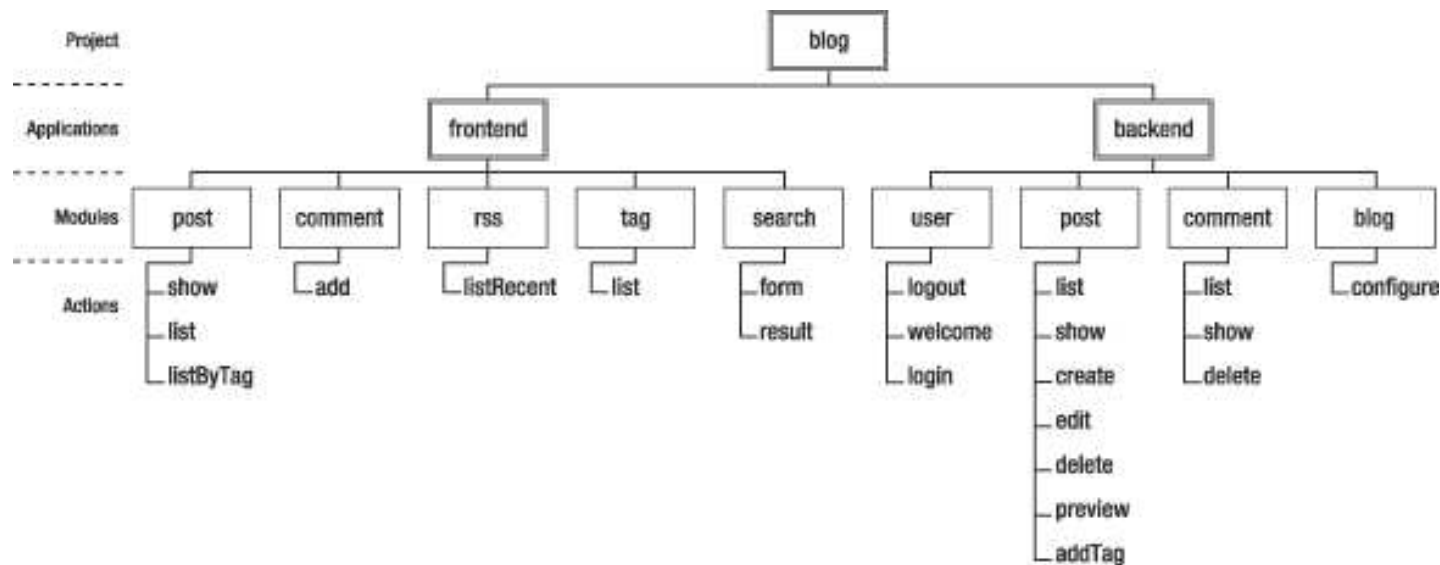 Project blog
Applications frontend backend
Modules post comment rss tag search user post comment blog
Actions show add listRecent list form logout list list configure
list result welcome show show
listByTag login create delete
edit
delete
preview
addTag